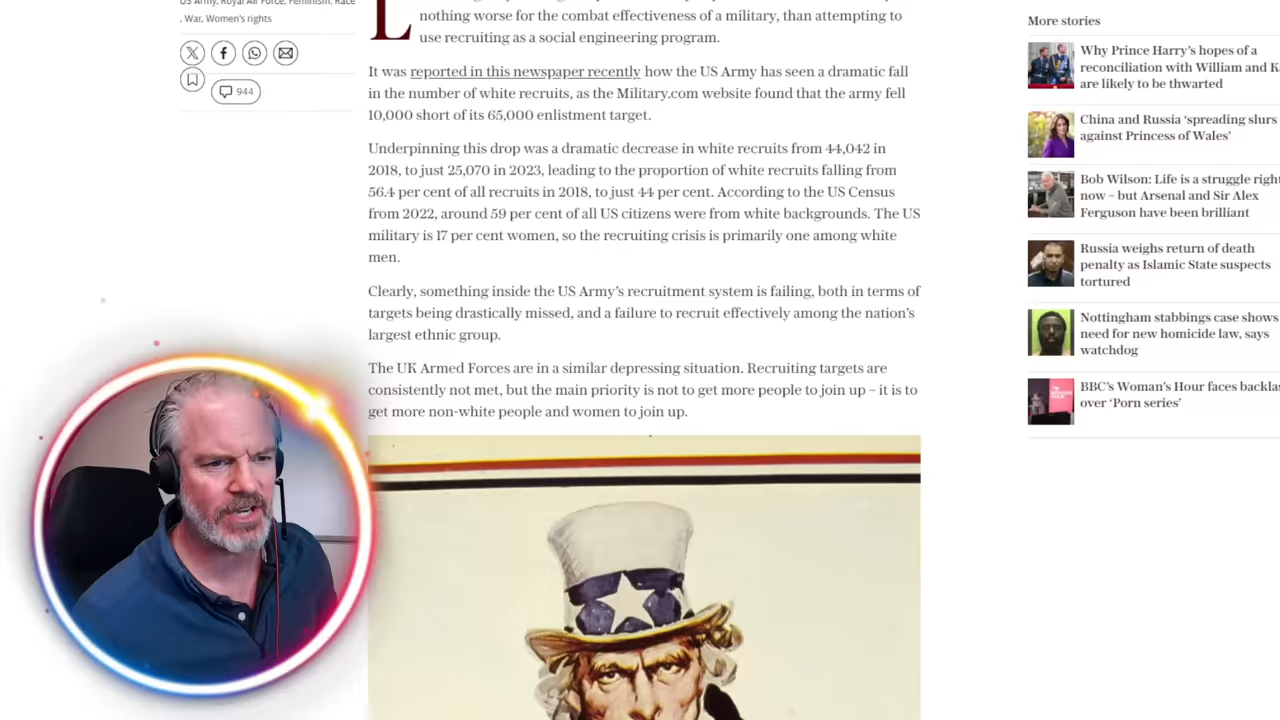 US Army, Royal Air Force, Feminism, Race
, War, Women's rights
944
L
nothing worse for the combat effectiveness of a military, than attempting to
use recruiting as a social engineering program.
It was reported in this newspaper recently how the US Army has seen a dramatic fall
in the number of white recruits, as the Military.com website found that the army fell
10,000 short of its 65,000 enlistment target.
Underpinning this drop was a dramatic decrease in white recruits from 44,042 in
2018, to just 25,070 in 2023, leading to the proportion of white recruits falling from
56.4 per cent of all recruits in 2018, to just 44 per cent. According to the US Census
from 2022, around 59 per cent of all US citizens were from white backgrounds. The US
military is 17 per cent women, so the recruiting crisis is primarily one among white
men.
Clearly, something inside the US Army's recruitment system is failing, both in terms of
targets being drastically missed, and a failure to recruit effectively among the nation's
largest ethnic group.
The UK Armed Forces are in a similar depressing situation. Recruiting targets are
consistently not met, but the main priority is not to get more people to join up – it is to
get more non-white people and women to join up.
More stories
Why Prince Harry's hopes of a
reconciliation with William and
are likely to be thwarted
China and Russia 'spreading slurs
against Princess of Wales'
Bob Wilson: Life is a struggle right
now – but Arsenal and Sir Alex
Ferguson have been brilliant
Russia weighs return of death
penalty as Islamic State suspects
tortured
Nottingham stabbings case shows
need for new homicide law, says
watchdog
BBC's Woman's Hour faces
over 'Porn series'